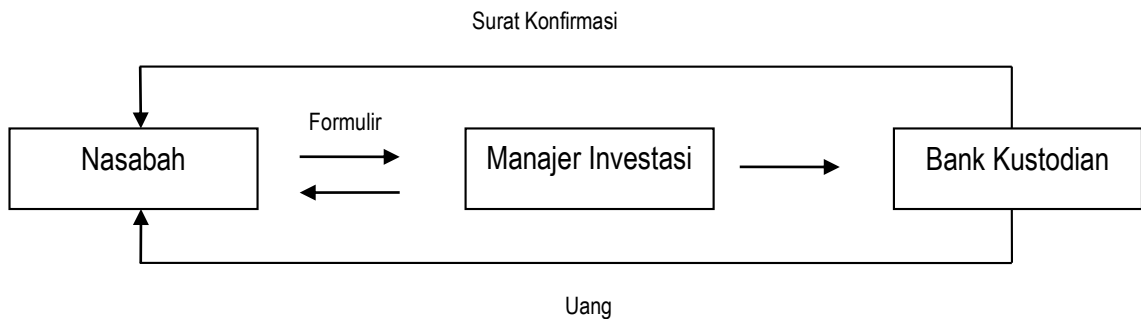 Surat Konfirmasi
Formulir
Nasabah
Manajer Investasi
Bank Kustodian
Uang